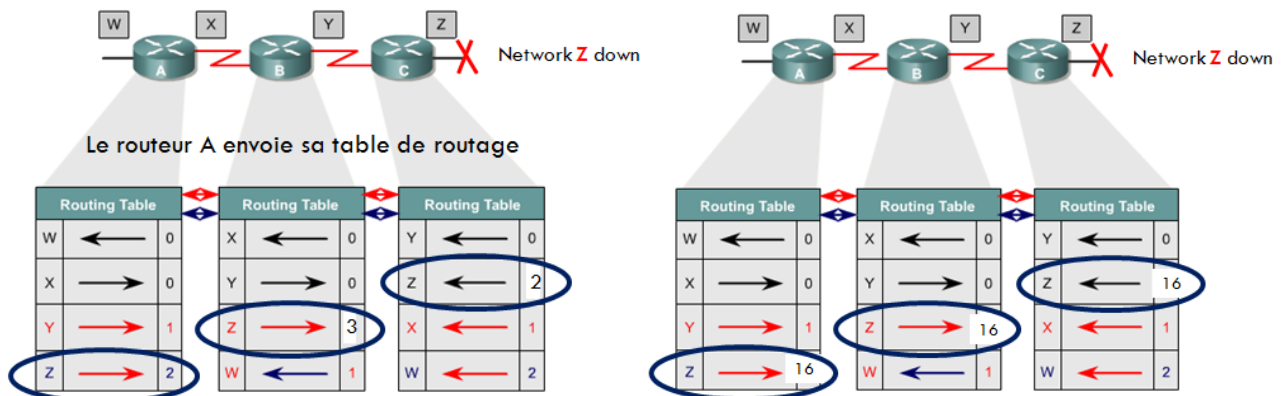 W X Y Z
A B C
Network Z down
Le routeur A envoie sa table de routage
Routing Table
W 0
X 0
Y 1
Z 2
Routing Table
X 0
Y 0
Z 3
W 1
Routing Table
Y 0
Z 2
X 1
W 2
W X Y Z
A B C
Network Z down
Routing Table
W 0
X 0
Y 1
Z 16
Routing Table
X 0
Y 0
Z 16
W 1
Routing Table
Y 0
Z 16
X 1
W 2